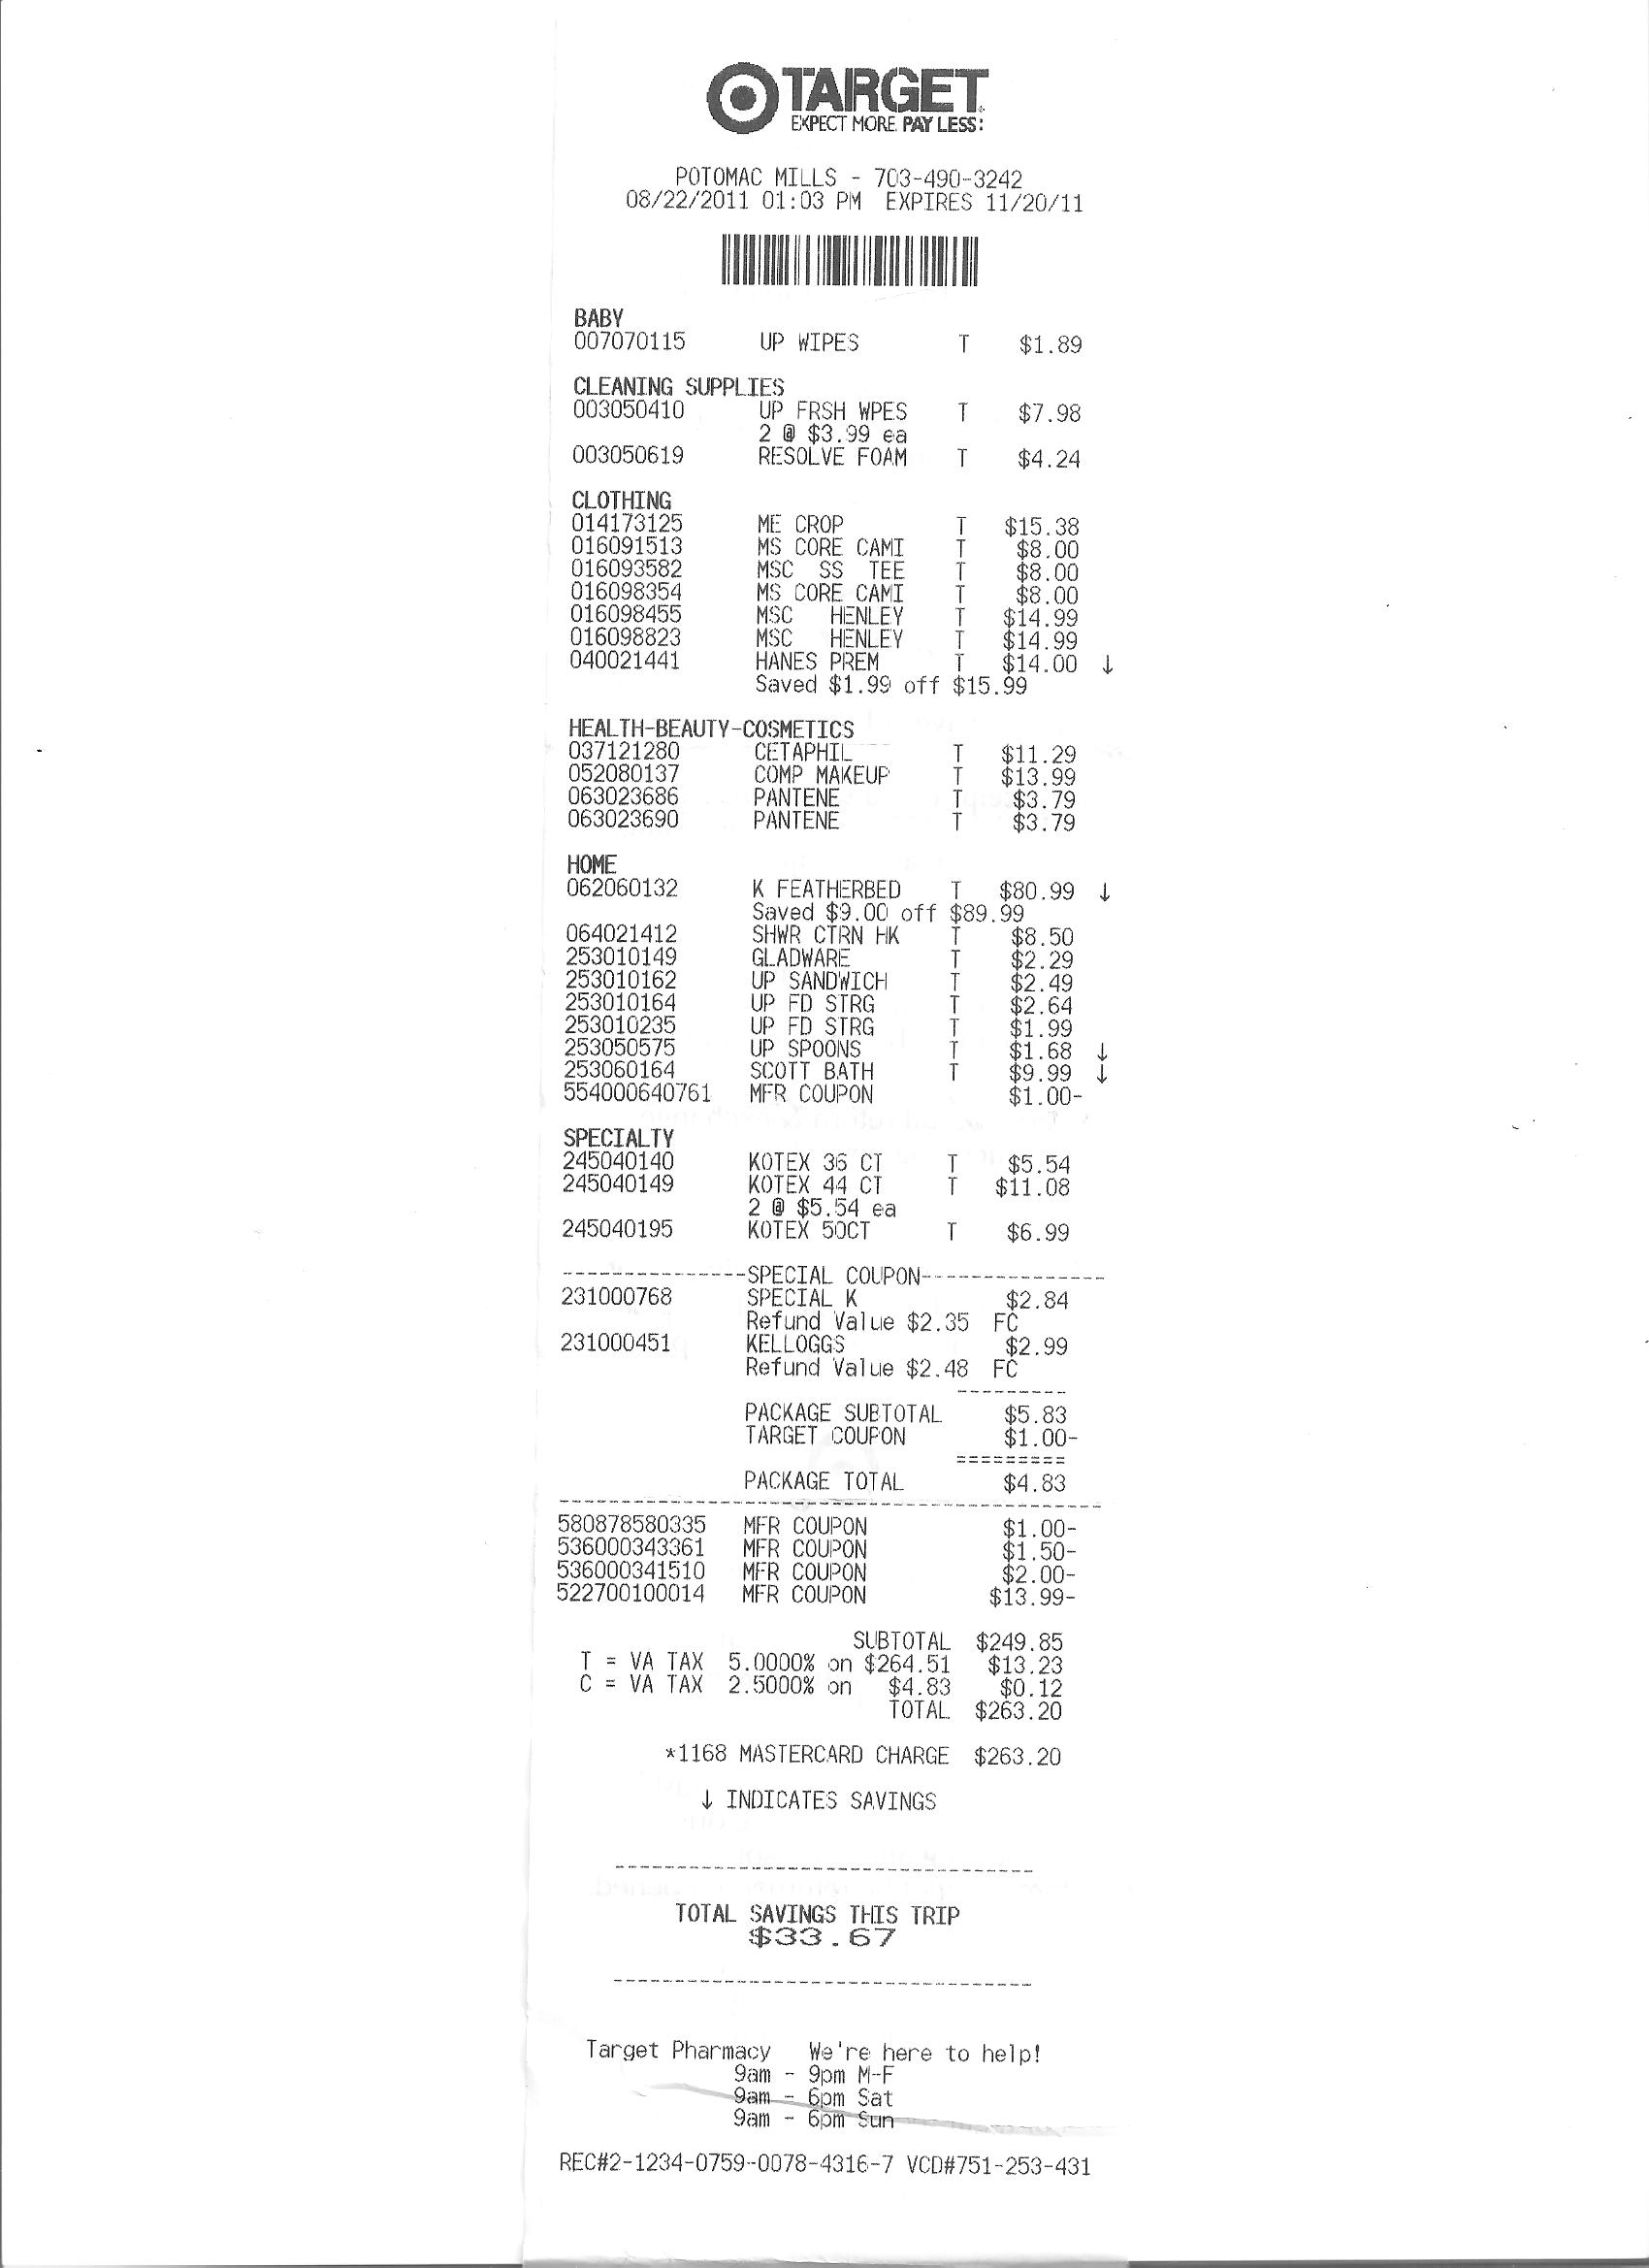 TARGET
EXPECT MORE. PAY LESS.
POTOMAC MILLS - 703-490-3242
08/22/2011 01:03 PM EXPIRES 11/20/11
BABY
007070115 UP WIPES T $1.89
CLEANING SUPPLIES
003050410 UP FRSH WPES T $7.98
2 @ $3.99 ea
003050619 RESOLVE FOAM T $4.24
CLOTHING
014173125 ME CROP T $15.38
016091513 MS CORE CAMI T $8.00
016093582 MSC SS TEE T $8.00
016098354 MS CORE CAMI T $8.00
016098455 MSC HENLEY T $14.99
016098823 MSC HENLEY T $14.99
040021441 HANES PREM T $14.00 ↓
Saved $1.99 off $15.99
HEALTH-BEAUTY-COSMETICS
037121280 CETAPHIL T $11.29
052080137 COMP MAKEUP T $13.99
063023686 PANTENE T $3.79
063023690 PANTENE T $3.79
HOME
062060132 K FEATHERBED T $80.99 ↓
Saved $9.00 off $89.99
064021412 SHWR CTRN HK T $8.50
253010149 GLADWARE T $2.29
253010162 UP SANDWICH T $2.49
253010164 UP FD STRG T $2.64
253010235 UP FD STRG T $1.99
253050575 UP SPOONS T $1.68 ↓
253060164 SCOTT BATH T $9.99 ↓
554000640761 MFR COUPON $1.00-
SPECIALTY
245040140 KOTEX 36 CT T $5.54
245040149 KOTEX 44 CT T $11.08
2 @ $5.54 ea
245040195 KOTEX 50CT T $6.99
---------------SPECIAL COUPON---------------
231000768 SPECIAL K $2.84
Refund Value $2.35 FC
231000451 KELLOGGS $2.99
Refund Value $2.48 FC
---------
PACKAGE SUBTOTAL $5.83
TARGET COUPON $1.00-
=========
PACKAGE TOTAL $4.83
--------------------------------------------
580878580335 MFR COUPON $1.00-
536000343361 MFR COUPON $1.50-
536000341510 MFR COUPON $2.00-
522700100014 MFR COUPON $13.99-
SUBTOTAL $249.85
T = VA TAX 5.0000% on $264.51 $13.23
C = VA TAX 2.5000% on $4.83 $0.12
TOTAL $263.20
*1168 MASTERCARD CHARGE $263.20
↓ INDICATES SAVINGS
----------------------------------
TOTAL SAVINGS THIS TRIP
$33.67
----------------------------------
Target Pharmacy We're here to help!
9am - 9pm M-F
9am - 6pm Sat
9am - 6pm Sun
REC#2-1234-0759-0078-4316-7 VCD#751-253-431